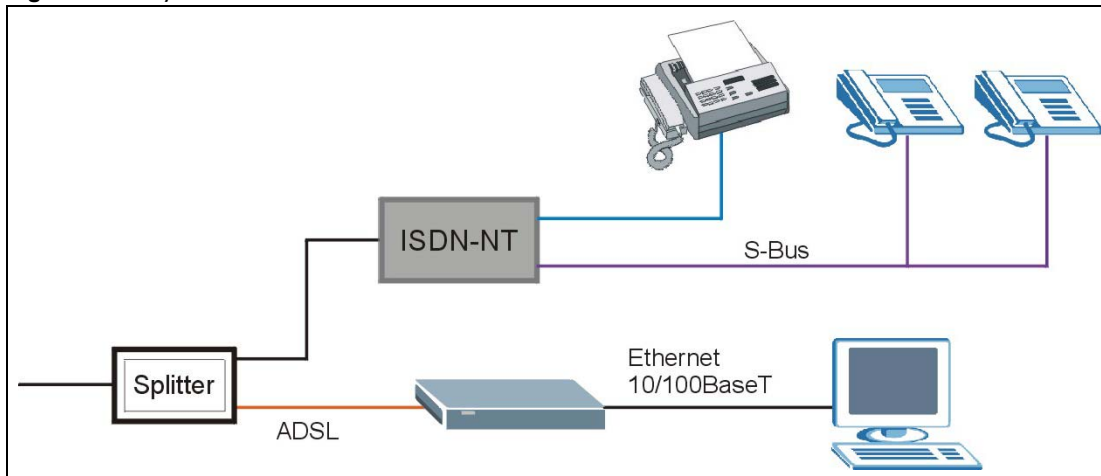 ISDN-NT
S-Bus
Splitter
ADSL
Ethernet
10/100BaseT